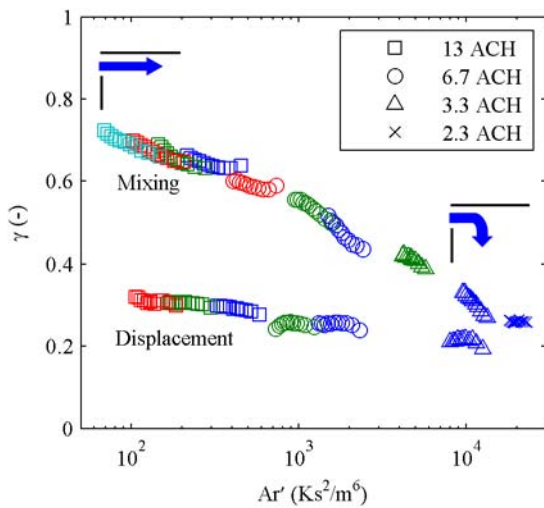 1
0.8
0.6
0.4
0.2
0
γ (-)
13 ACH
6.7 ACH
3.3 ACH
2.3 ACH
Mixing
Displacement
10²
10³
10⁴
Ar′ (Ks²/m⁶)